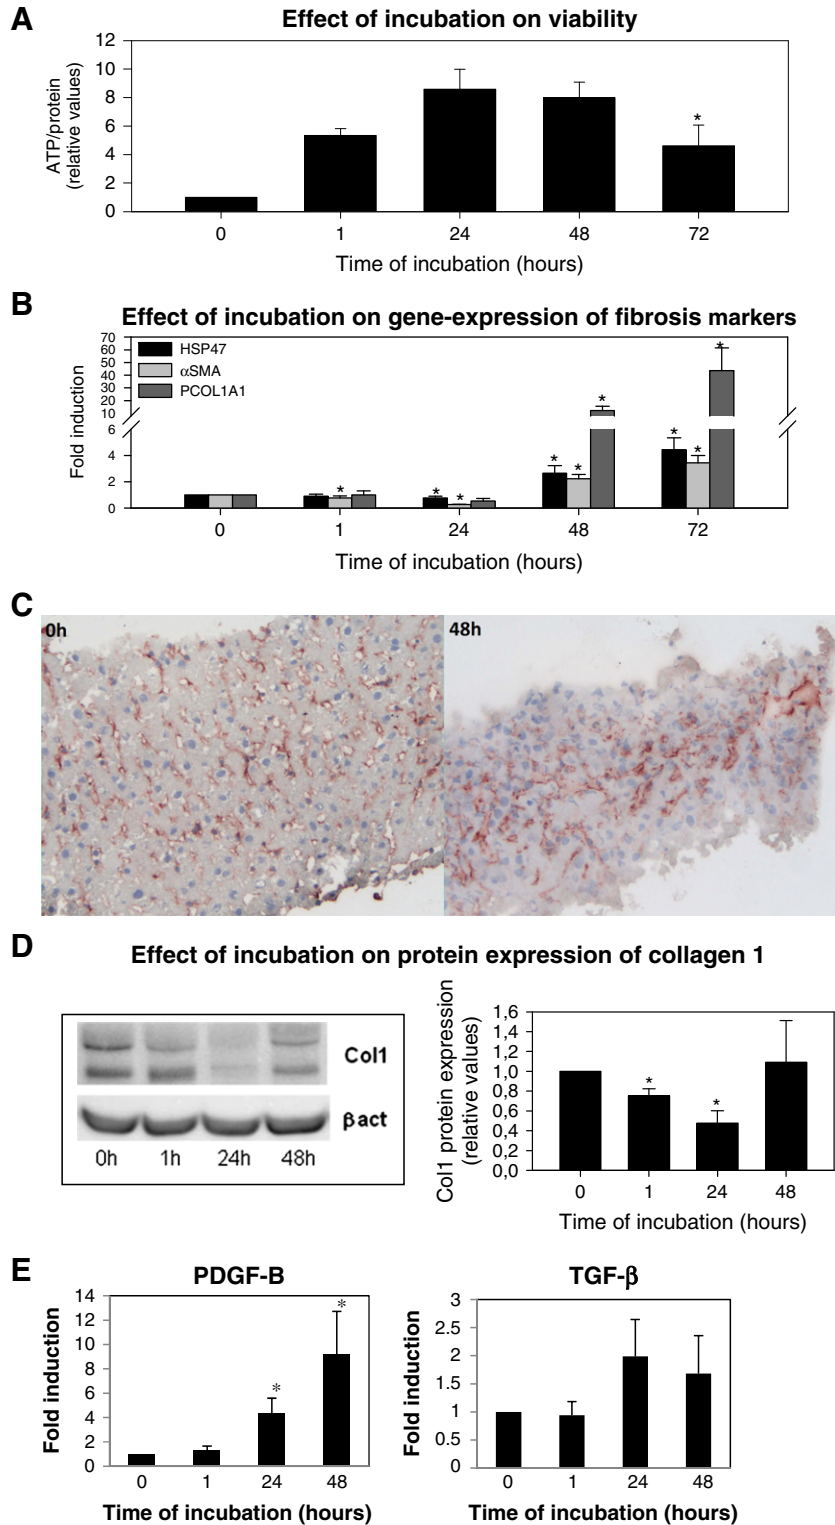 A
Effect of incubation on viability
ATP/protein
(relative values)
12
10
8
6
4
2
0
*
0 1 24 48 72
Time of incubation (hours)
B
Effect of incubation on gene-expression of fibrosis markers
Fold induction
70
60
50
40
30
20
10
6
4
2
0
HSP47
αSMA
PCOL1A1
* * * * * * * * *
0 1 24 48 72
Time of incubation (hours)
C
0h
48h
D
Effect of incubation on protein expression of collagen 1
Col1
βact
0h 1h 24h 48h
Col1 protein expression
(relative values)
1,6
1,4
1,2
1,0
0,8
0,6
0,4
0,2
0,0
* *
0 1 24 48
Time of incubation (hours)
E
PDGF-B
Fold induction
14
12
10
8
6
4
2
0
* *
0 1 24 48
Time of incubation (hours)
TGF-β
Fold induction
3
2.5
2
1.5
1
0.5
0
0 1 24 48
Time of incubation (hours)